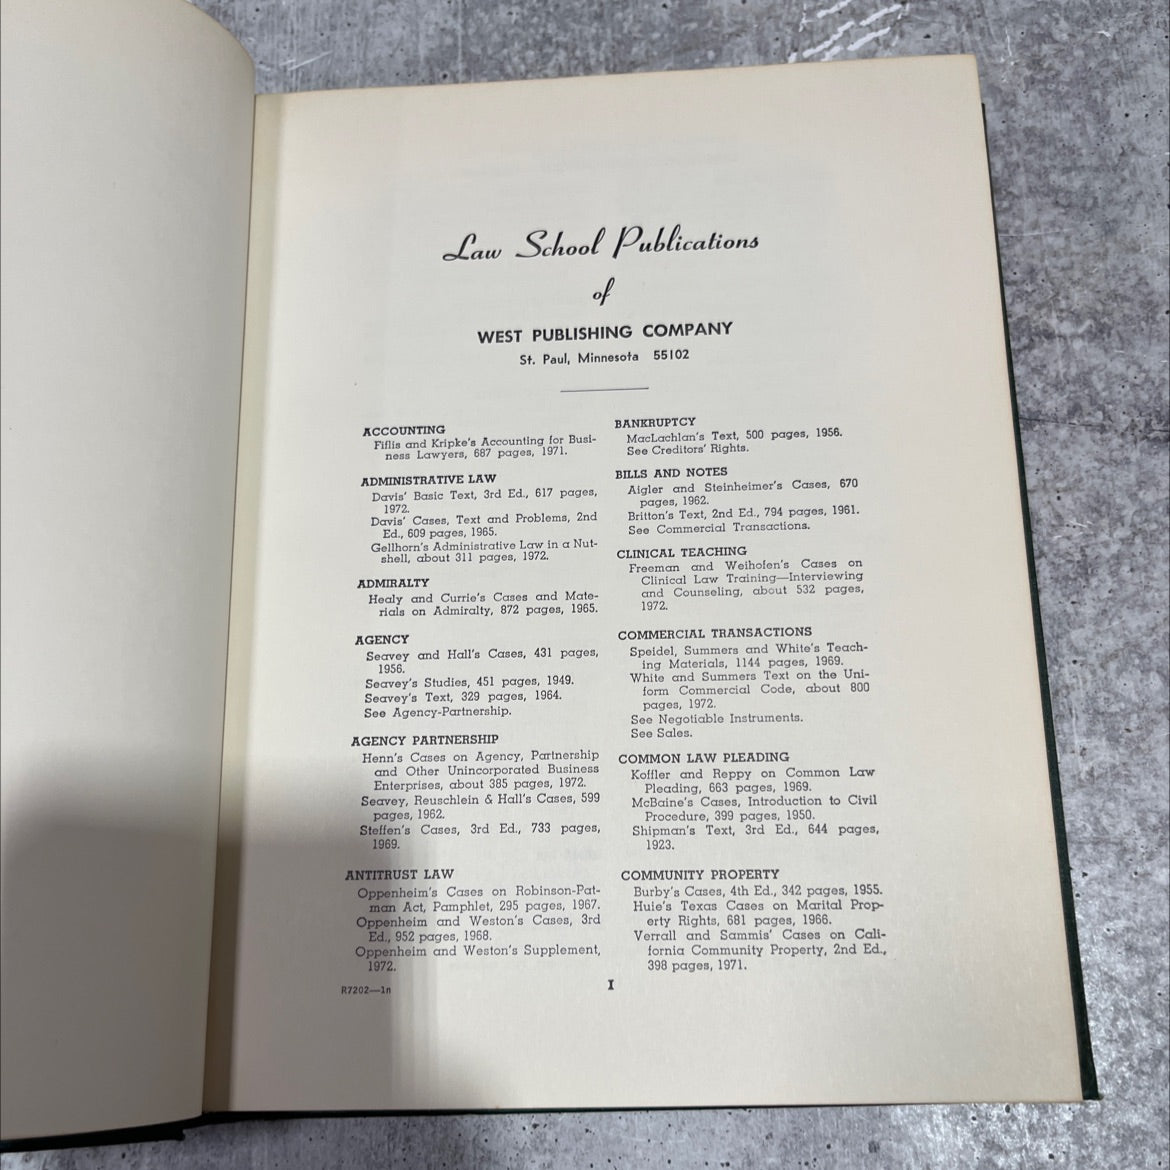 Law School Publications
of
WEST PUBLISHING COMPANY
St. Paul, Minnesota 55102
ACCOUNTING
Fiflis and Kripke's Accounting for Busi-
ness Lawyers, 687 pages, 1971.
ADMINISTRATIVE LAW
Davis' Basic Text, 3rd Ed., 617 pages,
1972.
Davis' Cases, Text and Problems, 2nd
Ed., 609 pages, 1965.
Gellhorn's Administrative Law in a Nut-
shell, about 311 pages, 1972.
ADMIRALTY
Healy and Currie's Cases and Mate-
rials on Admiralty, 872 pages, 1965.
AGENCY
Seavey and Hall's Cases, 431 pages,
1956.
Seavey's Studies, 451 pages, 1949.
Seavey's Text, 329 pages, 1964.
See Agency-Partnership.
AGENCY PARTNERSHIP
Henn's Cases on Agency, Partnership
and Other Unincorporated Business
Enterprises, about 385 pages, 1972.
Seavey, Reuschlein & Hall's Cases, 599
pages, 1962.
Steffen's Cases, 3rd Ed., 733 pages,
1969.
ANTITRUST LAW
Oppenheim's Cases on Robinson-Pat-
man Act, Pamphlet, 295 pages, 1967.
Oppenheim and Weston's Cases, 3rd
Ed., 952 pages, 1968.
Oppenheim and Weston's Supplement,
1972.
BANKRUPTCY
MacLachlan's Text, 500 pages, 1956.
See Creditors' Rights.
BILLS AND NOTES
Aigler and Steinheimer's Cases, 670
pages, 1962.
Britton's Text, 2nd Ed., 794 pages, 1961.
See Commercial Transactions.
CLINICAL TEACHING
Freeman and Weihofen's Cases on
Clinical Law Training—Interviewing
and Counseling, about 532 pages,
1972.
COMMERCIAL TRANSACTIONS
Speidel, Summers and White's Teach-
ing Materials, 1144 pages, 1969.
White and Summers Text on the Uni-
form Commercial Code, about 800
pages, 1972.
See Negotiable Instruments.
See Sales.
COMMON LAW PLEADING
Koffler and Reppy on Common Law
Pleading, 663 pages, 1969.
McBaine's Cases, Introduction to Civil
Procedure, 399 pages, 1950.
Shipman's Text, 3rd Ed., 644 pages,
1923.
COMMUNITY PROPERTY
Burby's Cases, 4th Ed., 342 pages, 1955.
Huie's Texas Cases on Marital Prop-
erty Rights, 681 pages, 1966.
Verrall and Sammis' Cases on Cali-
fornia Community Property, 2nd Ed.,
398 pages, 1971.
R7202—1n
I